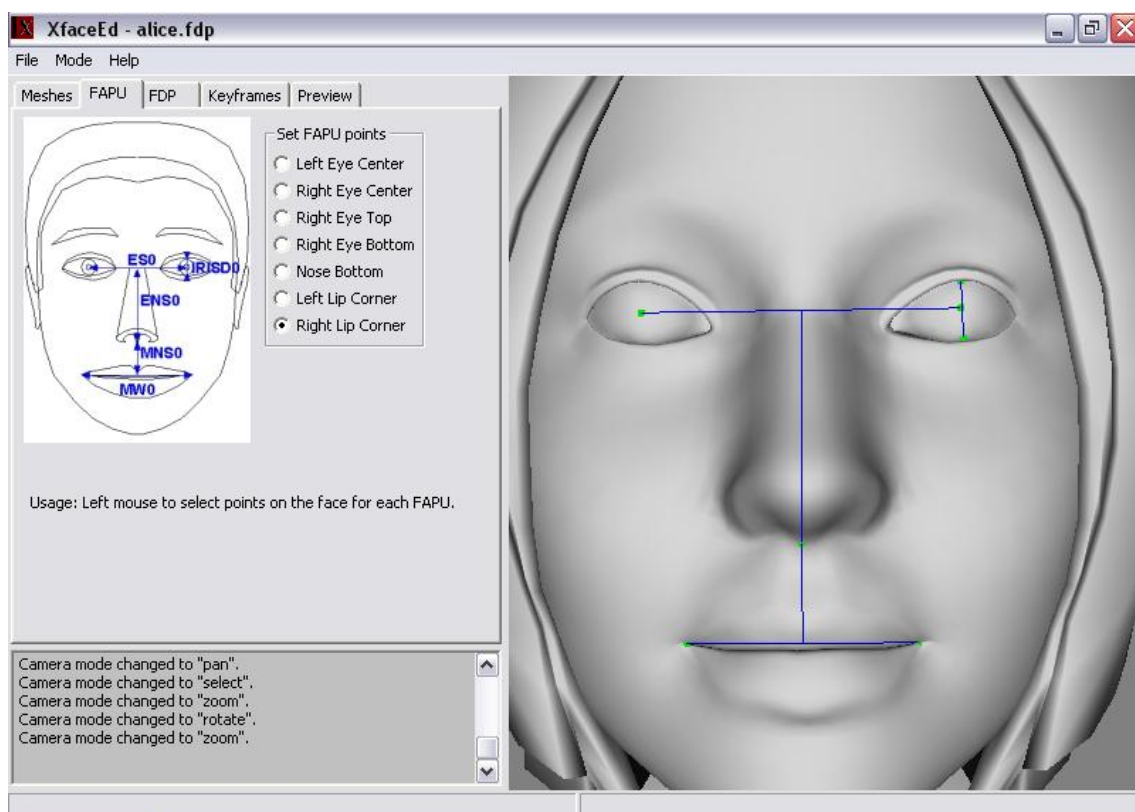 XfaceEd - alice.fdp
File Mode Help
Meshes FAPU FDP Keyframes Preview
Set FAPU points
Left Eye Center
Right Eye Center
Right Eye Top
Right Eye Bottom
Nose Bottom
Left Lip Corner
Right Lip Corner
ES0
IRISD0
ENS0
MNS0
MW0
Usage: Left mouse to select points on the face for each FAPU.
Camera mode changed to "pan".
Camera mode changed to "select".
Camera mode changed to "zoom".
Camera mode changed to "rotate".
Camera mode changed to "zoom".